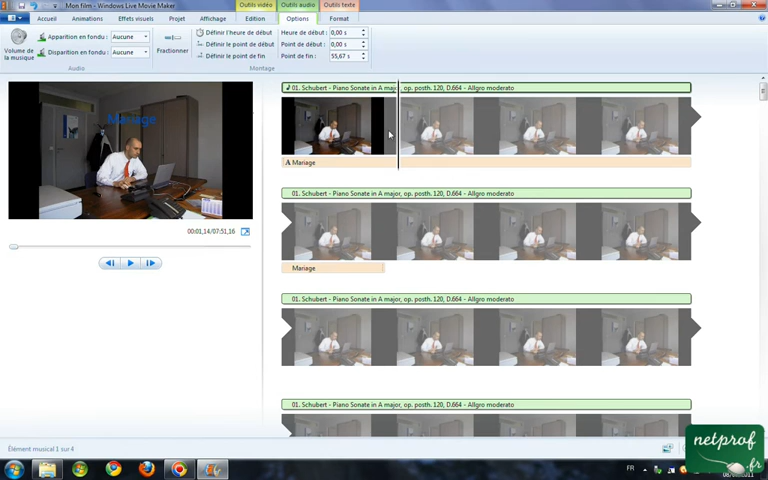 Mon film - Windows Live Movie Maker
Outils vidéo
Outils audio
Outils texte
Accueil
Animations
Effets visuels
Projet
Affichage
Edition
Options
Format
Volume de la musique
Apparition en fondu :
Aucune
Disparition en fondu :
Aucune
Audio
Fractionner
Définir l'heure de début
Définir le point de début
Définir le point de fin
Heure de début :
0,00 s
Point de début :
0,00 s
Point de fin :
55,67 s
Montage
Mariage
00:01,14/07:51,16
01. Schubert - Piano Sonate in A major, op. posth. 120, D.664 - Allgro moderato
A Mariage
01. Schubert - Piano Sonate in A major, op. posth. 120, D.664 - Allgro moderato
Mariage
01. Schubert - Piano Sonate in A major, op. posth. 120, D.664 - Allgro moderato
01. Schubert - Piano Sonate in A major, op. posth. 120, D.664 - Allgro moderato
Élément musical 1 sur 4
FR
netprof
.fr